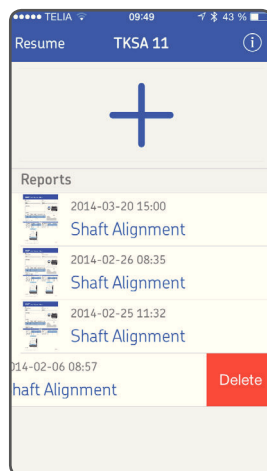 TELIA 09:49 43 %
Resume TKSA 11
Reports
2014-03-20 15:00
Shaft Alignment
2014-02-26 08:35
Shaft Alignment
2014-02-25 11:32
Shaft Alignment
014-02-06 08:57
haft Alignment
Delete